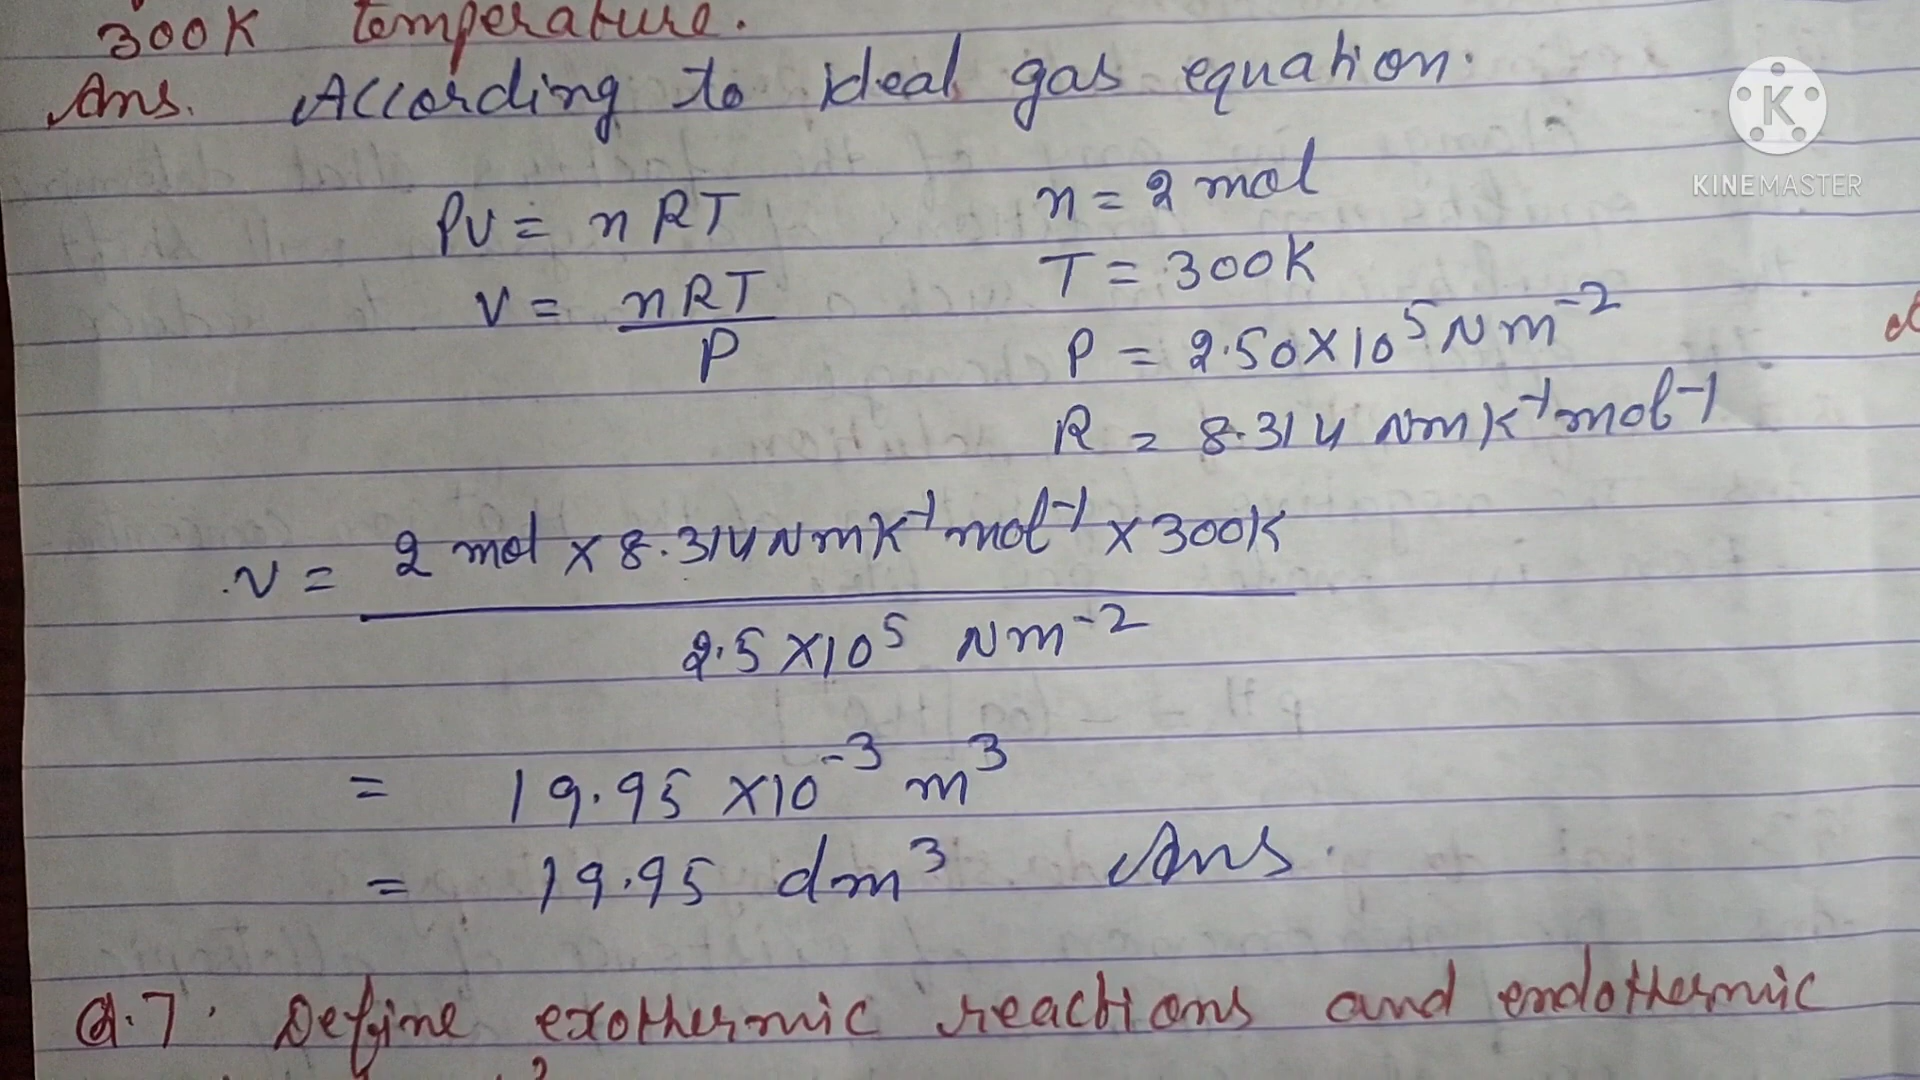 300K temperature.
Ans. According to ideal gas equation.
PV = nRT
n = 2 mol
V = nRT
P
T = 300K
P = 2.50×10⁵ Nm⁻²
R = 8.314 NmK⁻¹mol⁻¹
V = 2 mol × 8.314 NmK⁻¹mol⁻¹ × 300K
2.5×10⁵ Nm⁻²
= 19.95 ×10⁻³ m³
= 19.95 dm³ Ans.
Q.7. Define exothermic reactions and endothermic
KINEMASTER